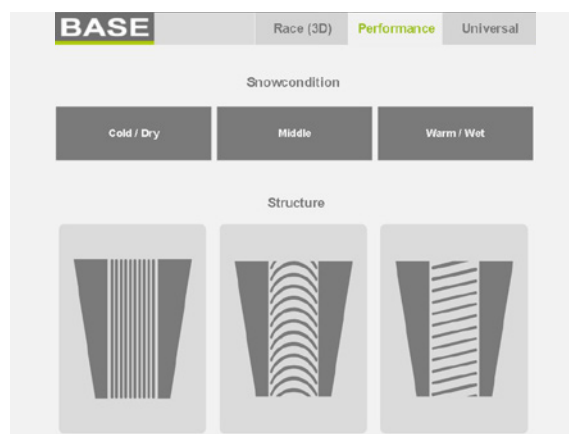 BASE Race (3D) Performance Universal
Snowcondition
Cold / Dry Middle Warm / Wet
Structure